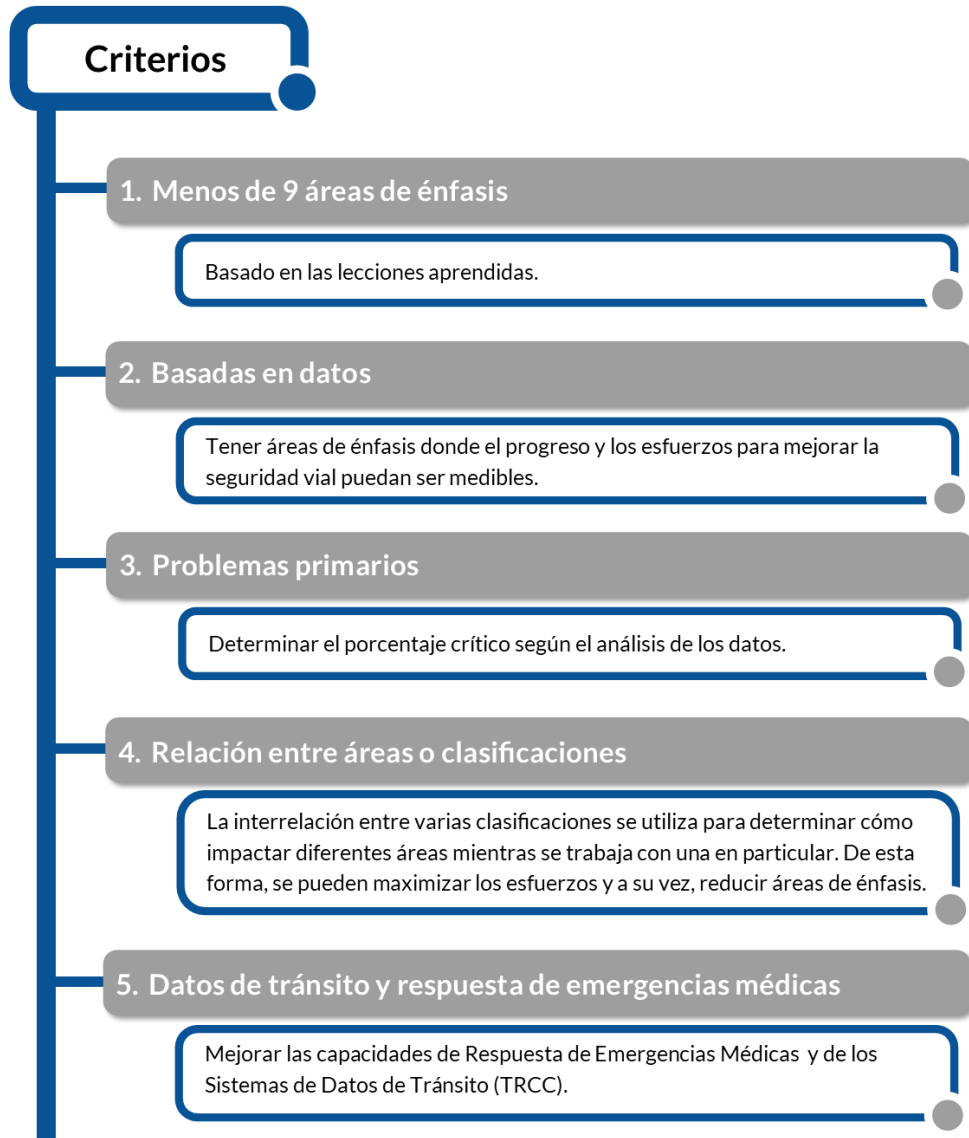 Criterios
1. Menos de 9 áreas de énfasis
Basado en las lecciones aprendidas.
2. Basadas en datos
Tener áreas de énfasis donde el progreso y los esfuerzos para mejorar la
seguridad vial puedan ser medibles.
3. Problemas primarios
Determinar el porcentaje crítico según el análisis de los datos.
4. Relación entre áreas o clasificaciones
La interrelación entre varias clasificaciones se utiliza para determinar cómo
impactar diferentes áreas mientras se trabaja con una en particular. De esta
forma, se pueden maximizar los esfuerzos y a su vez, reducir áreas de énfasis.
5. Datos de tránsito y respuesta de emergencias médicas
Mejorar las capacidades de Respuesta de Emergencias Médicas y de los
Sistemas de Datos de Tránsito (TRCC).